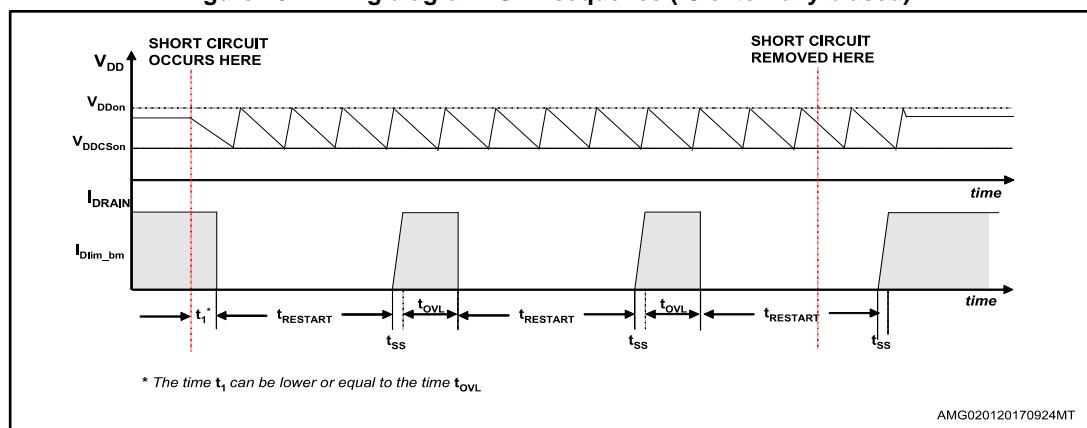 SHORT CIRCUIT
OCCURS HERE
SHORT CIRCUIT
REMOVED HERE
VDD
VDDon
VDDCSon
time
IDRAIN
IDlim_bm
time
t1* tRESTART tOVL tRESTART tOVL tRESTART
tSS tSS tSS
* The time t1 can be lower or equal to the time tOVL
AMG020120170924MT